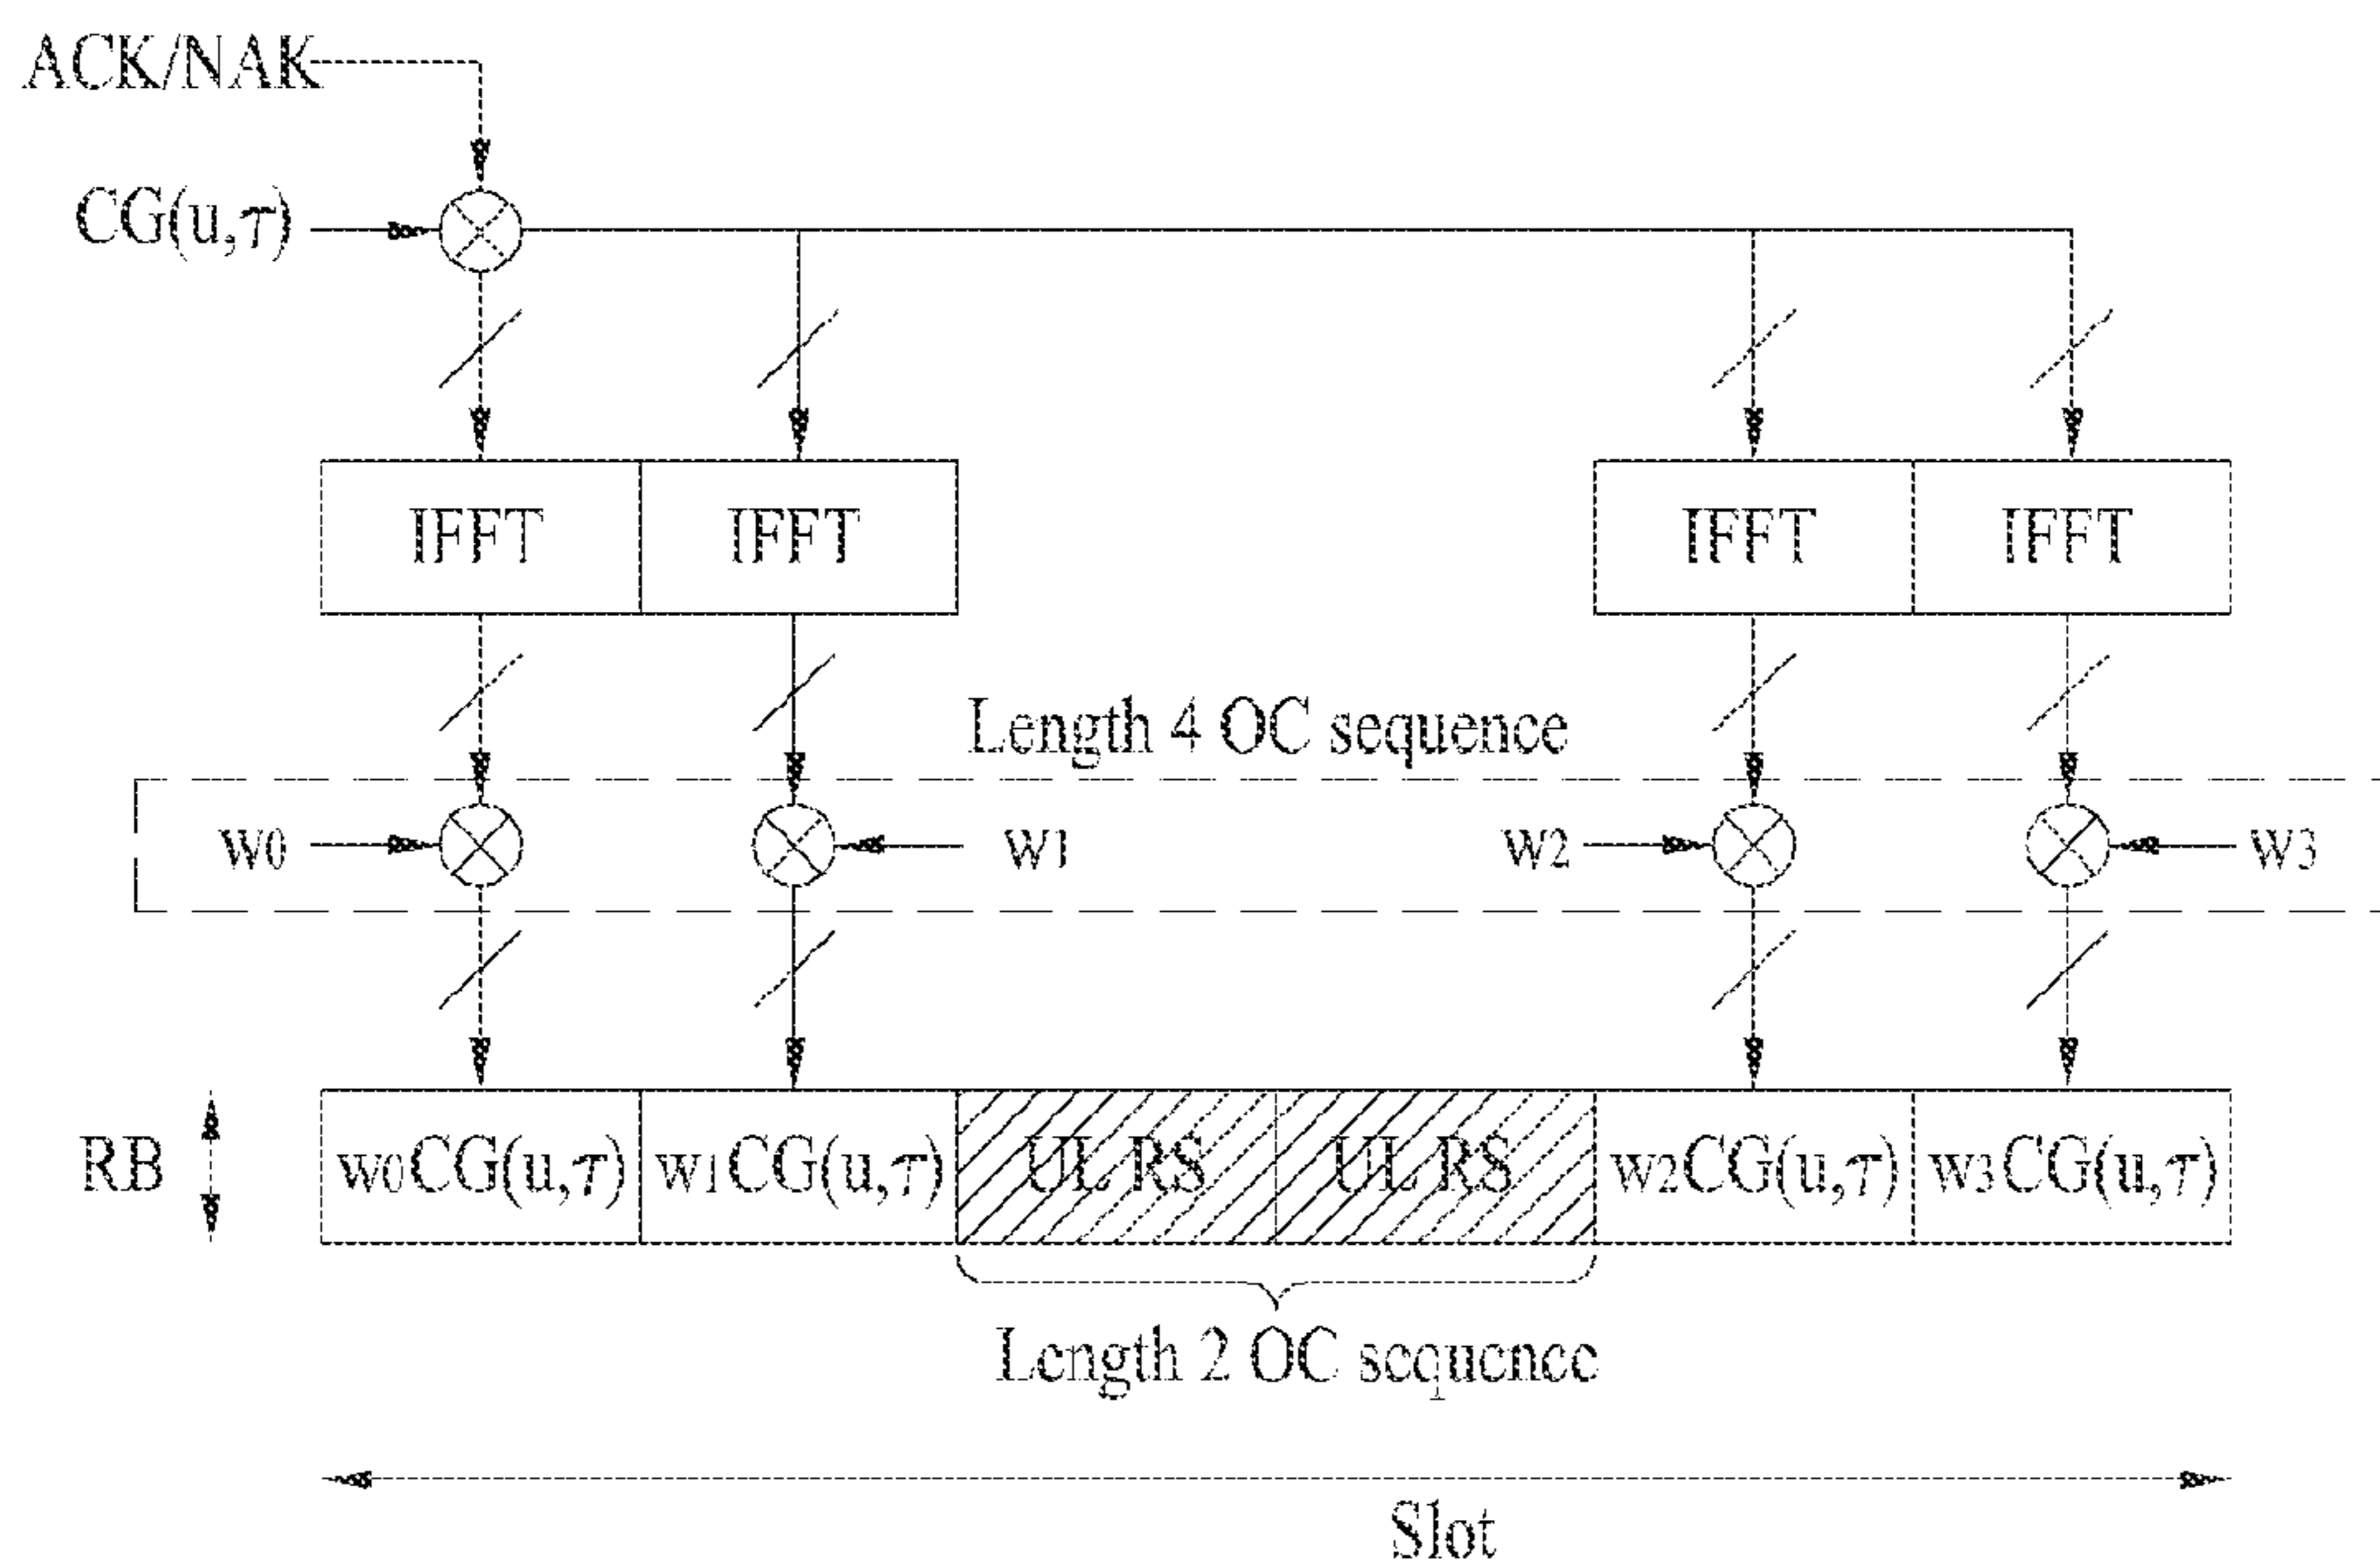 ACK/NAK
CG(u,τ)
IFFT IFFT IFFT IFFT
Length 4 OC sequence
W0 W1 W2 W3
RB w0CG(u,τ) w1CG(u,τ) UL RS UL RS w2CG(u,τ) w3CG(u,τ)
Length 2 OC sequence
Slot